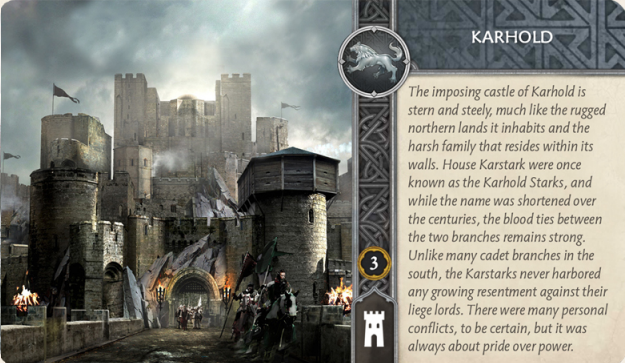 KARHOLD
The imposing castle of Karhold is
stern and steely, much like the rugged
northern lands it inhabits and the
harsh family that resides within its
walls. House Karstark were once
known as the Karhold Starks, and
while the name was shortened over
the centuries, the blood ties between
the two branches remains strong.
Unlike many cadet branches in the
south, the Karstarks never harbored
any growing resentment against their
liege lords. There were many personal
conflicts, to be certain, but it was
always about pride over power.
3